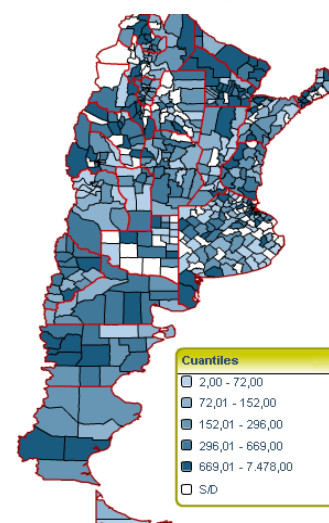 Cuantiles
2,00 - 72,00
72,01 - 152,00
152,01 - 296,00
296,01 - 669,00
669,01 - 7.478,00
S/D